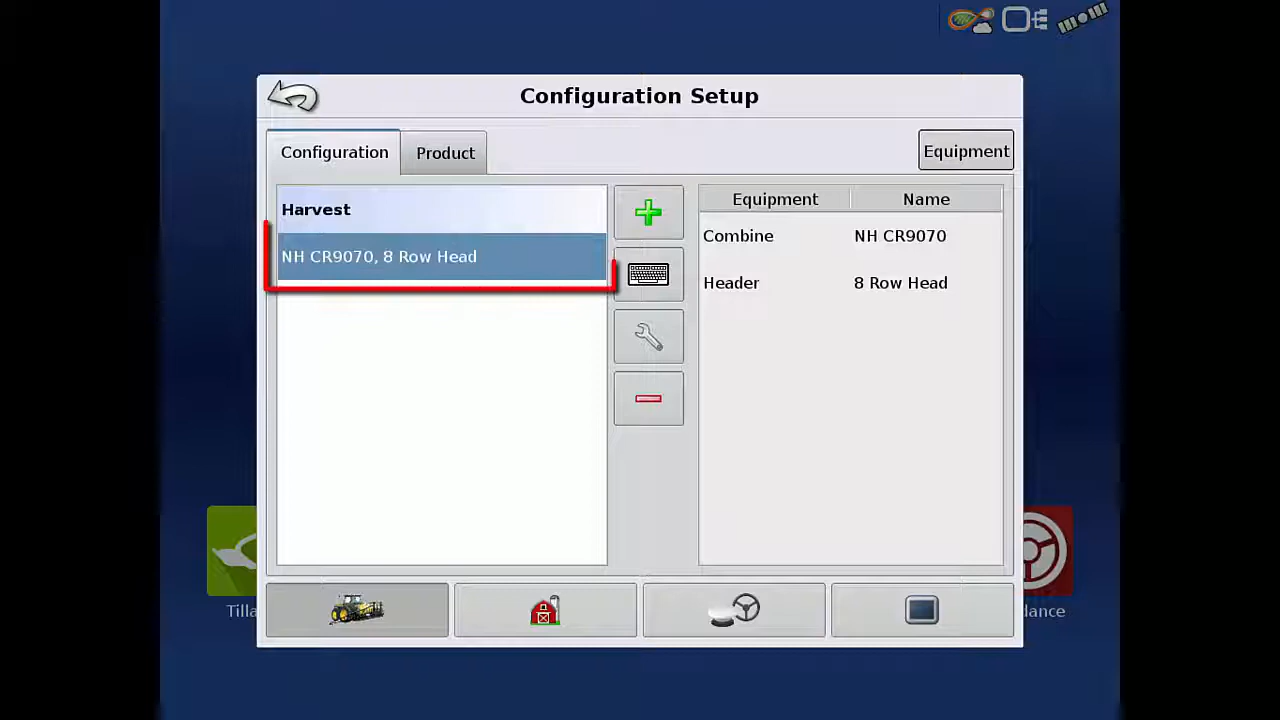 Configuration Setup
Configuration
Product
Equipment
Harvest
NH CR9070, 8 Row Head
Equipment Name
Combine NH CR9070
Header 8 Row Head
Tilla
dance